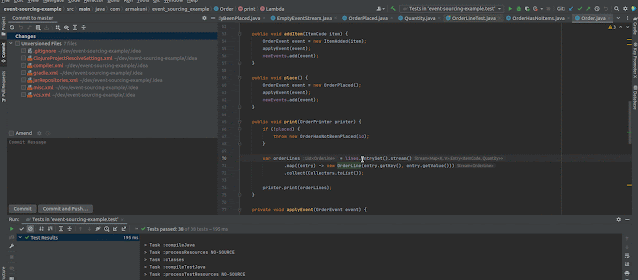 event-sourcing-example src main java com armakuni event_sourcing_example Order print Lambda
Tests in 'event-sourcing-example.test'
Commit to master
EmptyEventStream.java OrderPlaced.java Quantity.java OrderLineTest.java OrderHasNoItems.java Order.java
Changes
Unversioned Files 7 files
.gitignore ~/dev/event-sourcing-example/.idea
ClojureProjectResolveSettings.xml ~/dev/event-sourcing-example/.idea
compiler.xml ~/dev/event-sourcing-example/.idea
gradle.xml ~/dev/event-sourcing-example/.idea
jarRepositories.xml ~/dev/event-sourcing-example/.idea
misc.xml ~/dev/event-sourcing-example/.idea
vcs.xml ~/dev/event-sourcing-example/.idea
Amend
Commit Message
Commit Commit and Push...
public void addItem(ItemCode item) {
OrderEvent event = new ItemAdded(item);
applyEvent(event);
newEvents.add(event);
}
public void place() {
OrderEvent event = new OrderPlaced();
applyEvent(event);
newEvents.add(event);
}
public void print(OrderPrinter printer) {
if (!placed) {
throw new OrderHasNotBeenPlaced(id);
}
var orderLines = lines.entrySet().stream()
.map((entry) -> new OrderLine(entry.getKey(), entry.getValue()))
.collect(Collectors.toList());
printer.print(orderLines);
}
private void applyEvent(OrderEvent event) {
Run: Tests in 'event-sourcing-example.test'
Tests passed: 38 of 38 tests – 195 ms
Test Results 195 ms
> Task :compileJava
> Task :processResources NO-SOURCE
> Task :classes
> Task :compileTestJava
> Task :processTestResources NO-SOURCE